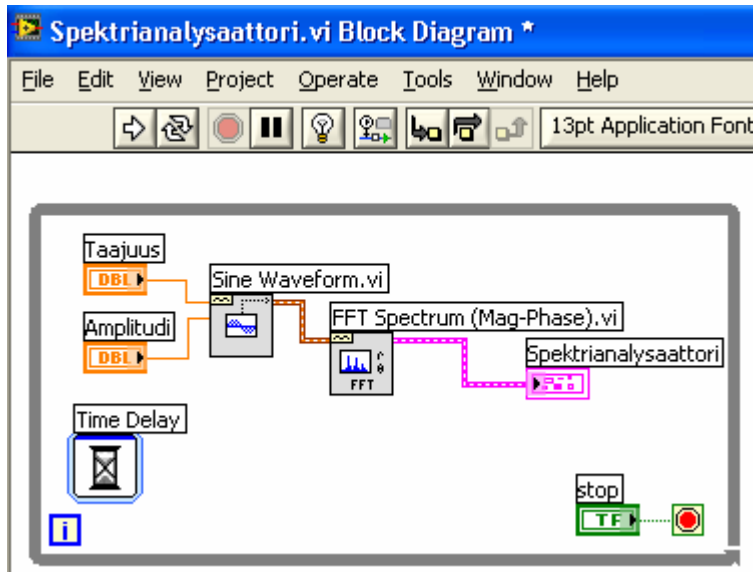 Spektrianalysaattori.vi Block Diagram *
File Edit View Project Operate Tools Window Help
13pt Application Font
Taajuus
DBL
Sine Waveform.vi
Amplitudi
DBL
FFT Spectrum (Mag-Phase).vi
FFT
Spektrianalysaattori
Time Delay
stop
TF
i